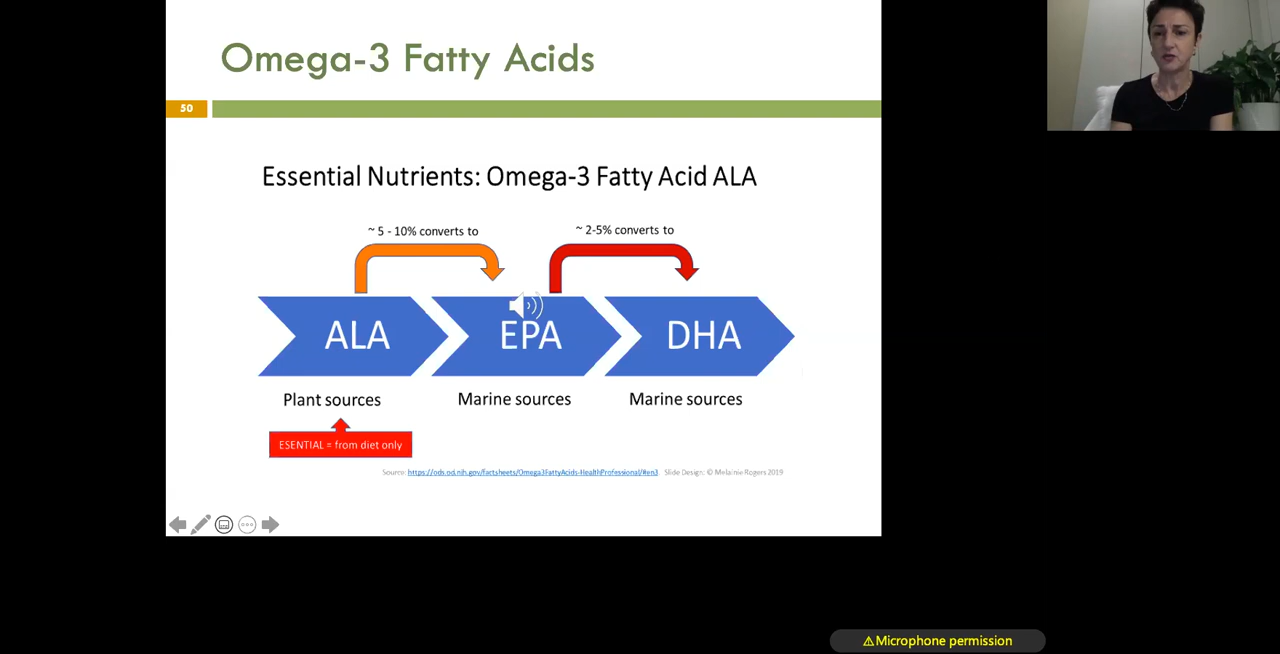 Omega-3 Fatty Acids
50
Essential Nutrients: Omega-3 Fatty Acid ALA
~ 5 - 10% converts to
~ 2-5% converts to
ALA
EPA
DHA
Plant sources
Marine sources
Marine sources
ESENTIAL = from diet only
Source: https://ods.od.nih.gov/factsheets/Omega3FattyAcids-HealthProfessional/#en3 Slide Design: © Melainie Rogers 2019
⚠Microphone permission